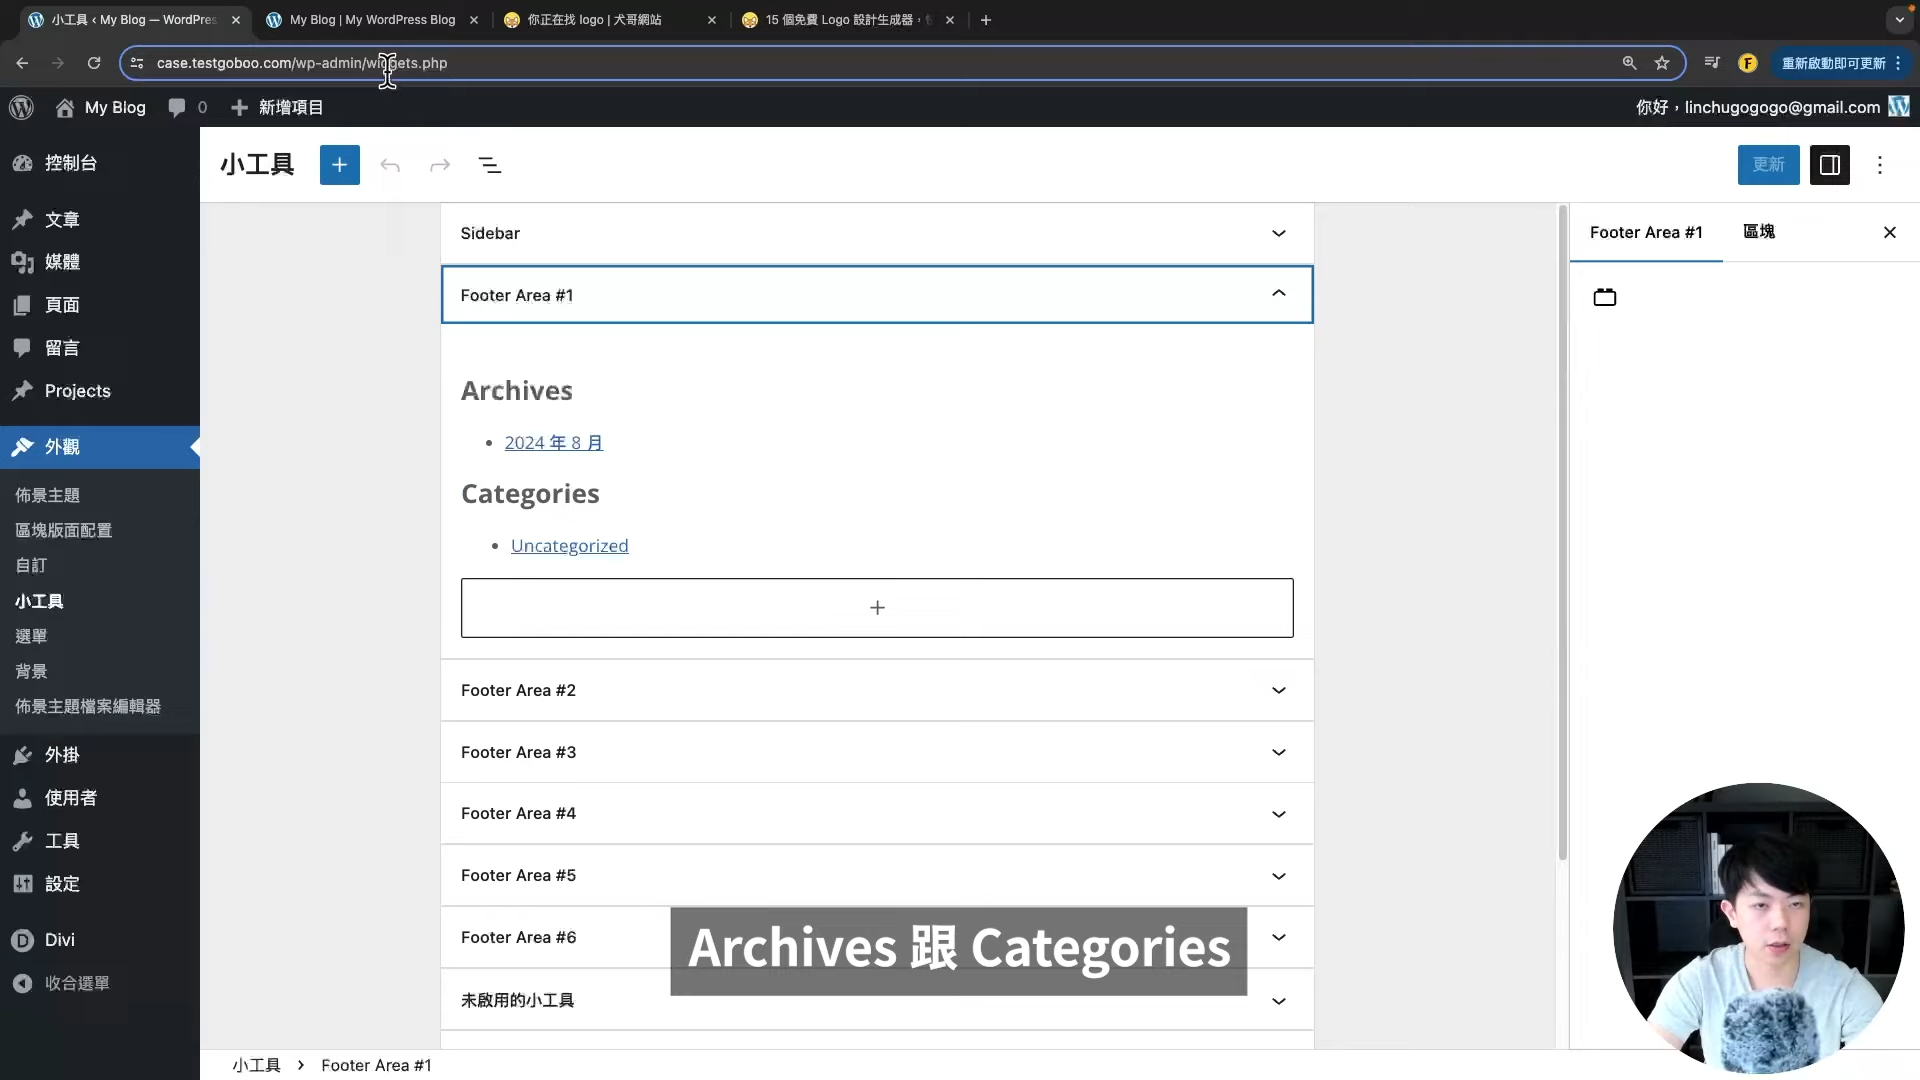 小工具 ‹ My Blog — WordPres
My Blog | My WordPress Blog
你正在找 logo | 犬哥網站
15 個免費 Logo 設計生成器，
case.testgoboo.com/wp-admin/widgets.php
F
重新啟動即可更新
My Blog
0
新增項目
你好，linchugogogo@gmail.com
控制台
文章
媒體
頁面
留言
Projects
外觀
佈景主題
區塊版面配置
自訂
小工具
選單
背景
佈景主題檔案編輯器
外掛
使用者
工具
設定
Divi
收合選單
小工具
更新
Sidebar
Footer Area #1
Archives
2024 年 8 月
Categories
Uncategorized
Footer Area #2
Footer Area #3
Footer Area #4
Footer Area #5
Footer Area #6
未啟用的小工具
Footer Area #1
區塊
Archives 跟 Categories
小工具 › Footer Area #1